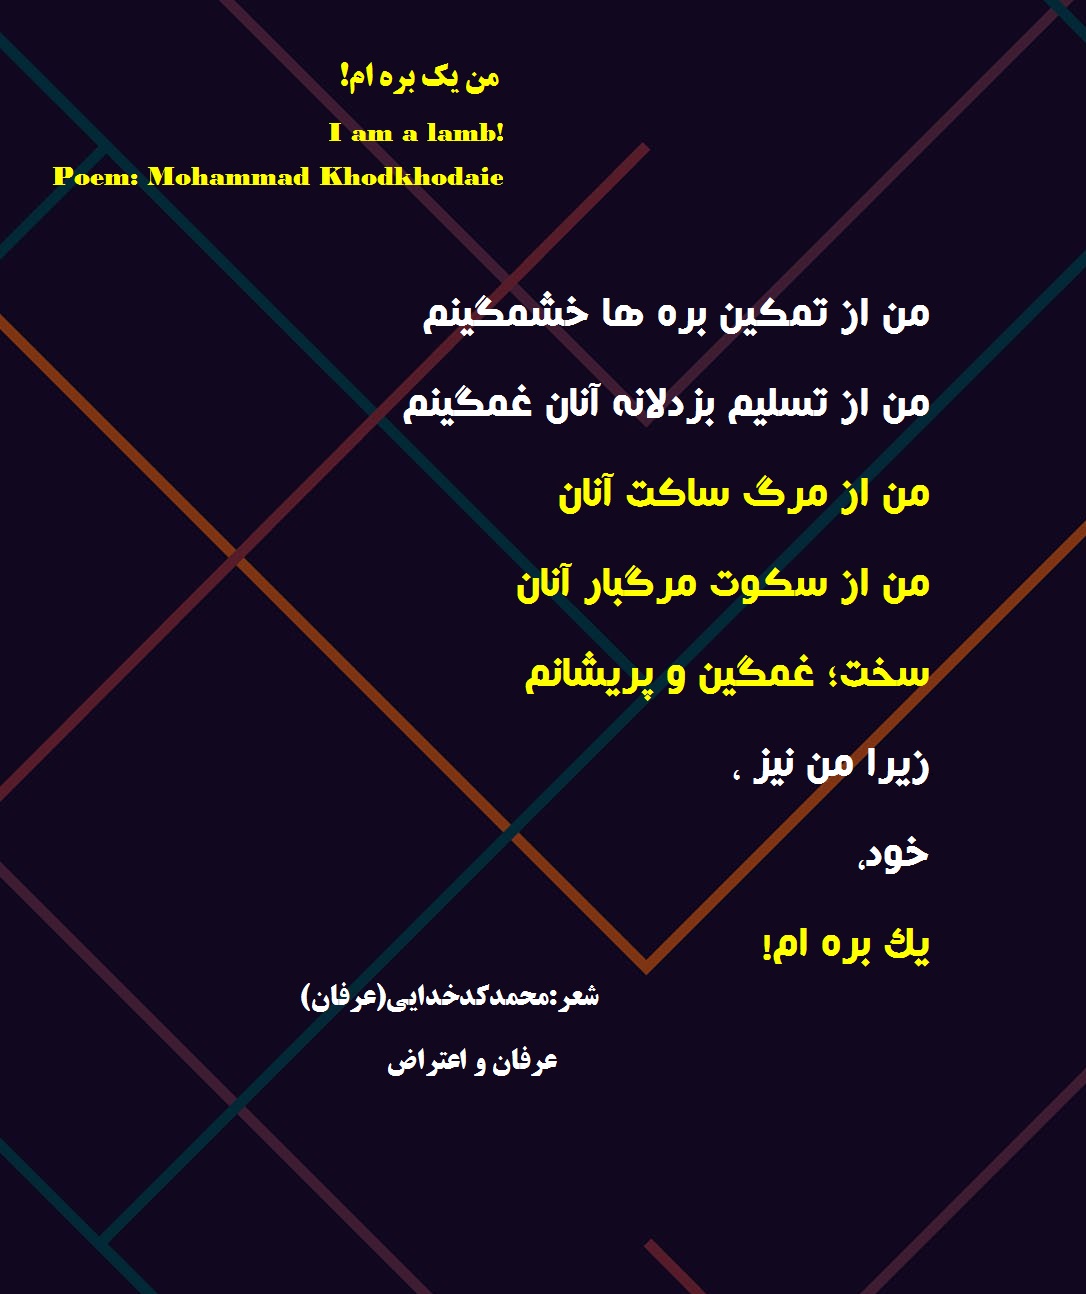 من یک بره ام!
I am a lamb!
Poem: Mohammad Khodkhodaie
من از تمکین بره ها خشمگینم
من از تسلیم بزدلانه آنان غمگینم
من از مرگ ساکت آنان
من از سکوت مرگبار آنان
سخت؛ غمگین و پریشانم
زیرا من نیز ،
خود،
یك بره ام!
شعر:محمدکدخدایی(عرفان)
عرفان و اعتراض